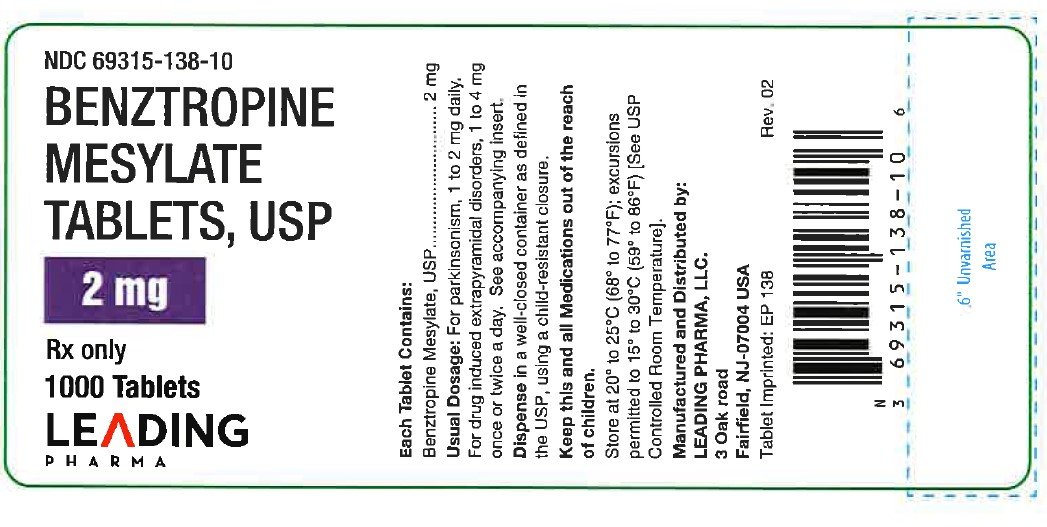 NDC 69315-138-10
BENZTROPINE
MESYLATE
TABLETS, USP
2 mg
Rx only
1000 Tablets
LEADING
PHARMA
Each Tablet Contains:
Benztropine Mesylate, USP.............................. 2 mg
Usual Dosage: For parkinsonism, 1 to 2 mg daily.
For drug induced extrapyramidal disorders, 1 to 4 mg
once or twice a day. See accompanying insert.
Dispense in a well-closed container as defined in
the USP, using a child-resistant closure.
Keep this and all Medications out of the reach
of children.
Store at 20° to 25°C (68° to 77°F); excursions
permitted to 15° to 30°C (59° to 86°F) [See USP
Controlled Room Temperature].
Manufactured and Distributed by:
LEADING PHARMA, LLC.
3 Oak road
Fairfield, NJ-07004 USA
Tablet Imprinted: EP 138 Rev. 02
N
3 69315-138-10 6
.6" Unvarnished
Area